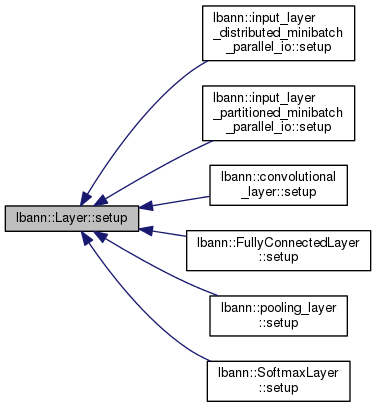 lbann::input_layer
_distributed_minibatch
_parallel_io::setup
lbann::input_layer
_partitioned_minibatch
_parallel_io::setup
lbann::convolutional
_layer::setup
lbann::Layer::setup
lbann::FullyConnectedLayer
::setup
lbann::pooling_layer
::setup
lbann::SoftmaxLayer
::setup